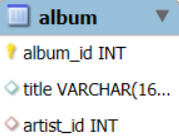 album
album_id INT
title VARCHAR(16...
artist_id INT